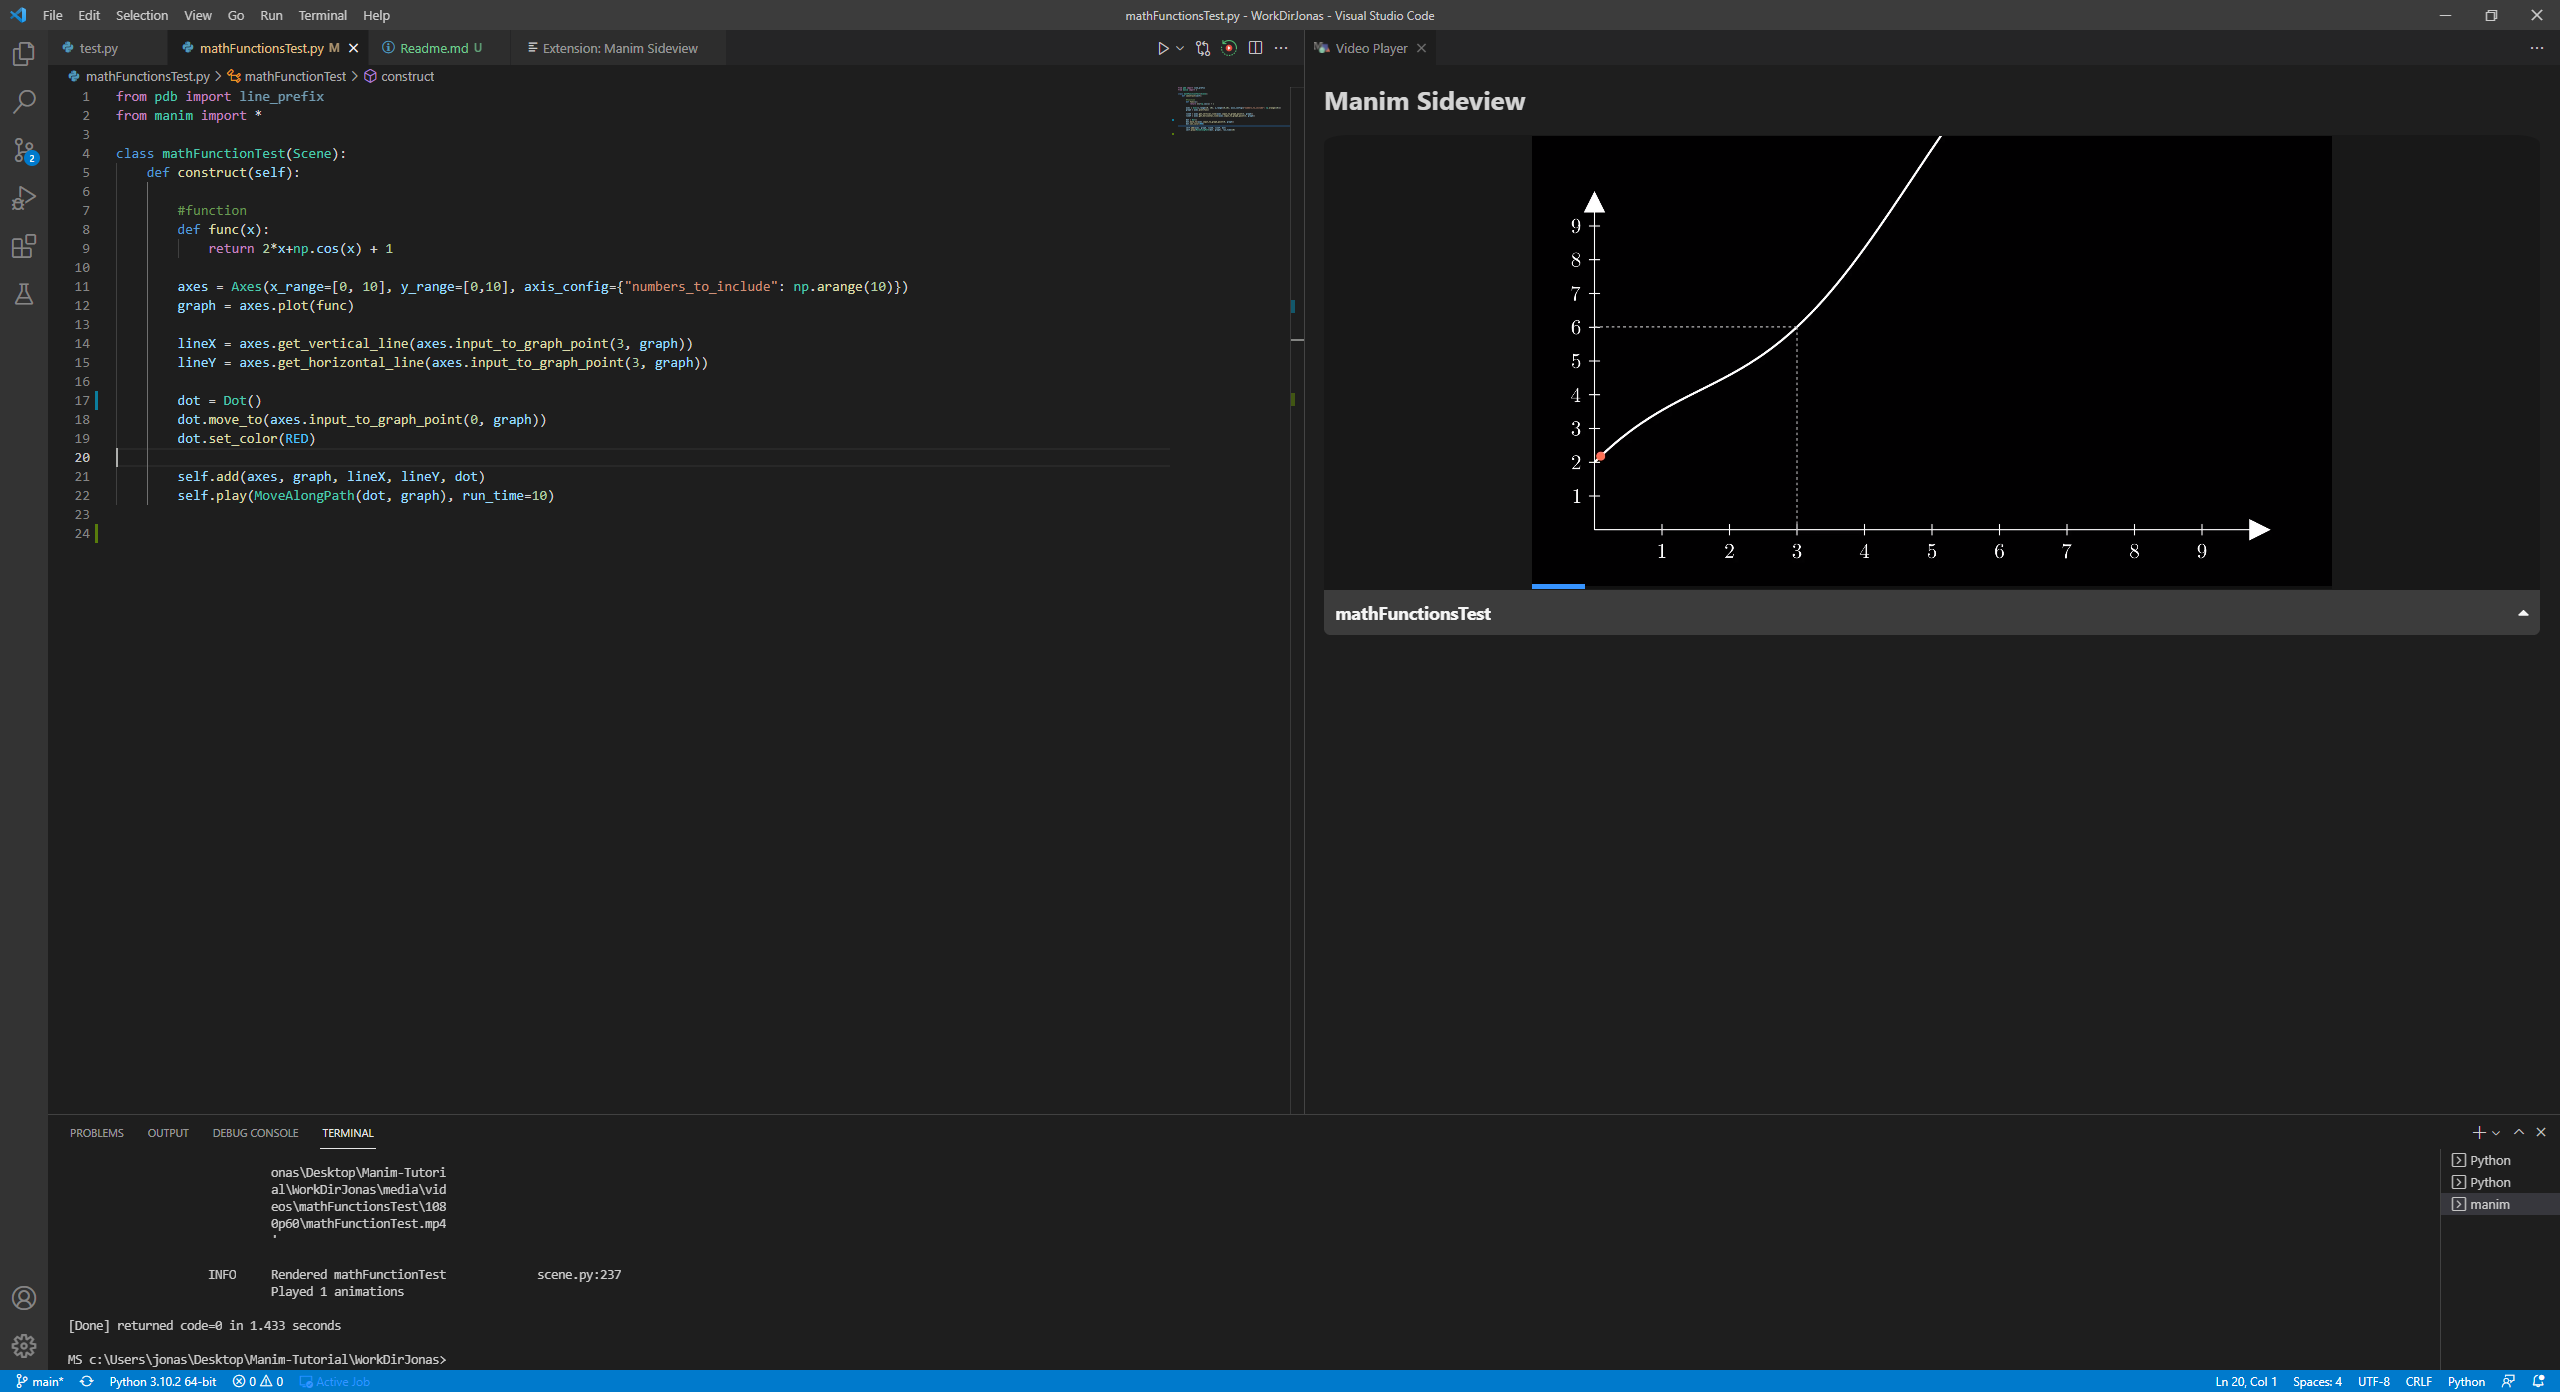 File Edit Selection View Go Run Terminal Help
mathFunctionsTest.py - WorkDirJonas - Visual Studio Code
test.py mathFunctionsTest.py M Readme.md U Extension: Manim Sideview
mathFunctionsTest.py > mathFunctionTest > construct
1 from pdb import line_prefix
2 from manim import *
3
4 class mathFunctionTest(Scene):
5 def construct(self):
6
7 #function
8 def func(x):
9 return 2*x+np.cos(x) + 1
10
11 axes = Axes(x_range=[0, 10], y_range=[0,10], axis_config={"numbers_to_include": np.arange(10)})
12 graph = axes.plot(func)
13
14 lineX = axes.get_vertical_line(axes.input_to_graph_point(3, graph))
15 lineY = axes.get_horizontal_line(axes.input_to_graph_point(3, graph))
16
17 dot = Dot()
18 dot.move_to(axes.input_to_graph_point(0, graph))
19 dot.set_color(RED)
20
21 self.add(axes, graph, lineX, lineY, dot)
22 self.play(MoveAlongPath(dot, graph), run_time=10)
23
24
Video Player
Manim Sideview
9
8
7
6
5
4
3
2
1
1 2 3 4 5 6 7 8 9
mathFunctionsTest
2
PROBLEMS OUTPUT DEBUG CONSOLE TERMINAL
onas\Desktop\Manim-Tutori
al\WorkDirJonas\media\vid
eos\mathFunctionsTest\108
0p60\mathFunctionTest.mp4
'
INFO Rendered mathFunctionTest scene.py:237
Played 1 animations
[Done] returned code=0 in 1.433 seconds
MS c:\Users\jonas\Desktop\Manim-Tutorial\WorkDirJonas>
Python
Python
manim
main* Python 3.10.2 64-bit 0 0 Active Job
Ln 20, Col 1 Spaces: 4 UTF-8 CRLF Python